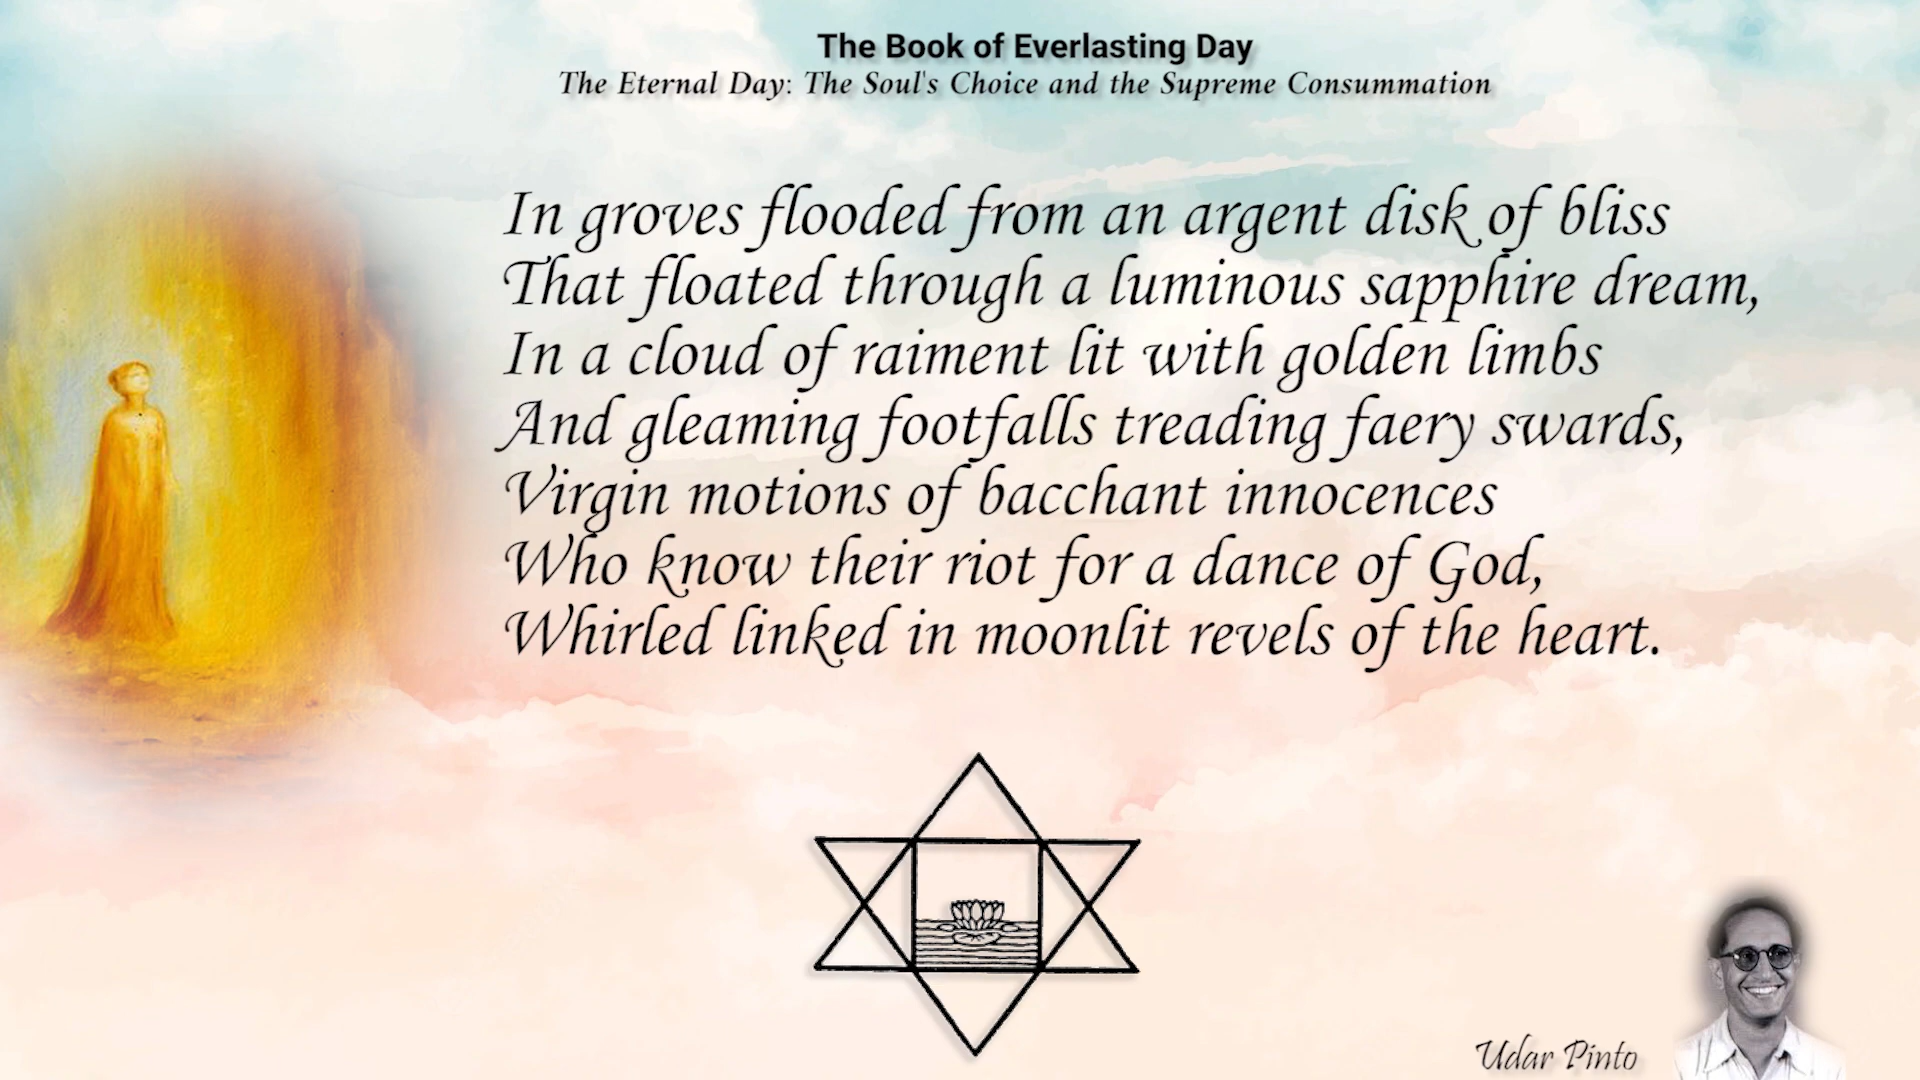 The Book of Everlasting Day
The Eternal Day: The Soul's Choice and the Supreme Consummation
In groves flooded from an argent disk of bliss
That floated through a luminous sapphire dream,
In a cloud of raiment lit with golden limbs
And gleaming footfalls treading faery swards,
Virgin motions of bacchant innocences
Who know their riot for a dance of God,
Whirled linked in moonlit revels of the heart.
Udar Pinto